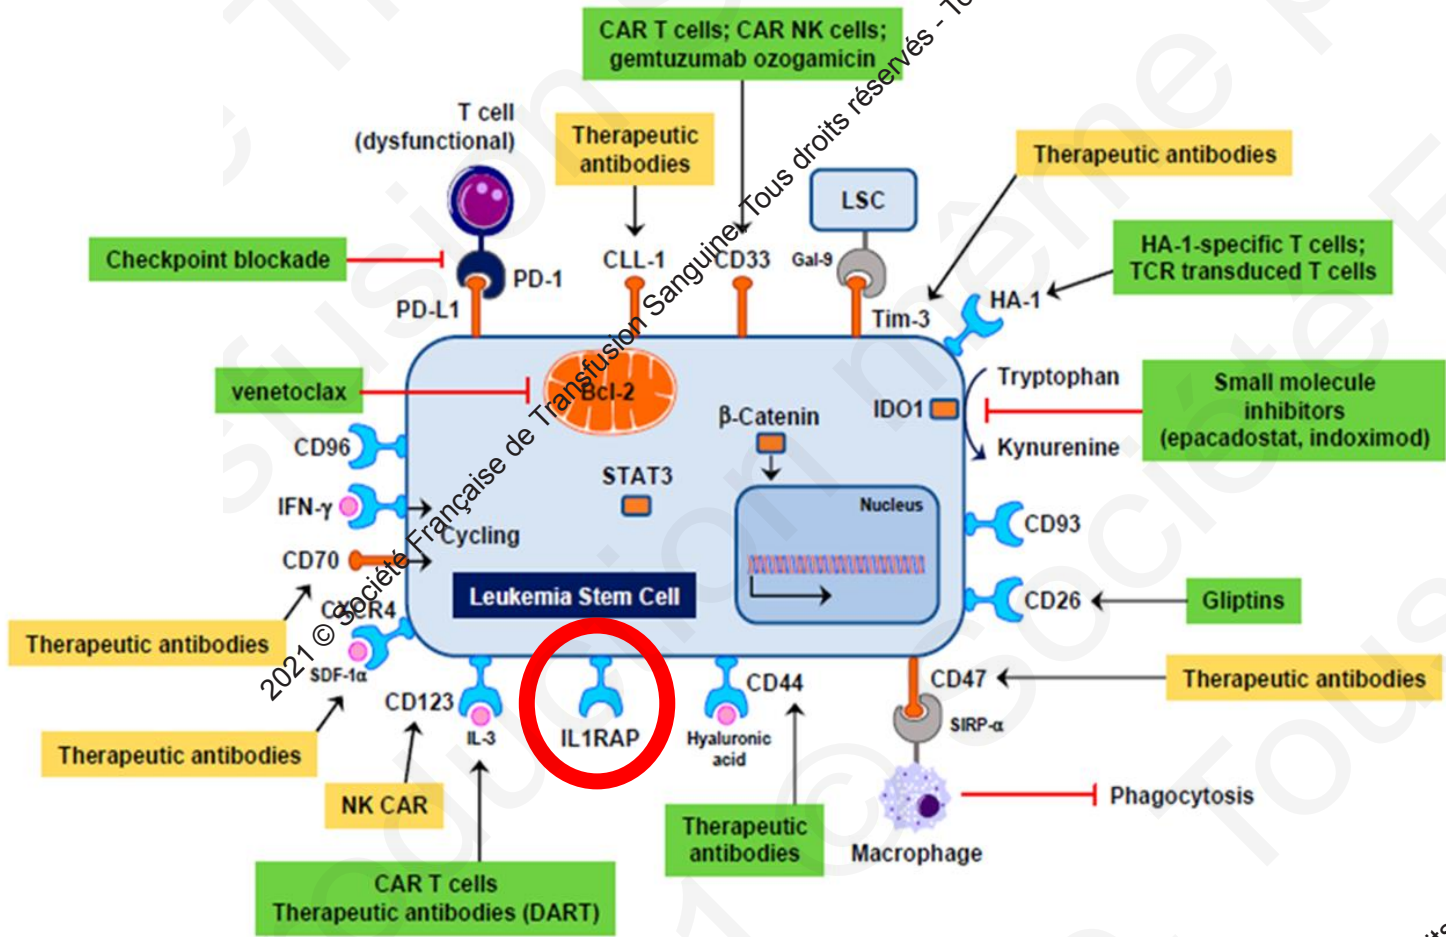 CAR T cells; CAR NK cells;
gemtuzumab ozogamicin
T cell
(dysfunctional)
Therapeutic
antibodies
Therapeutic antibodies
LSC
Checkpoint blockade
PD-1
PD-L1
CLL-1
CD33
Gal-9
Tim-3
HA-1
HA-1-specific T cells;
TCR transduced T cells
venetoclax
Bcl-2
β-Catenin
IDO1
Tryptophan
Kynurenine
Small molecule
inhibitors
(epacadostat, indoximod)
CD96
STAT3
IFN-γ
Cycling
CD70
Nucleus
CD93
Leukemia Stem Cell
CD26
Gliptins
CXCR4
Therapeutic antibodies
SDF-1α
CD123
IL-3
IL1RAP
CD44
Hyaluronic
acid
CD47
Therapeutic antibodies
SIRP-α
Therapeutic antibodies
NK CAR
Therapeutic
antibodies
Macrophage
Phagocytosis
CAR T cells
Therapeutic antibodies (DART)
2021 © Société Française de Transfusion Sanguine. Tous droits réservés - To